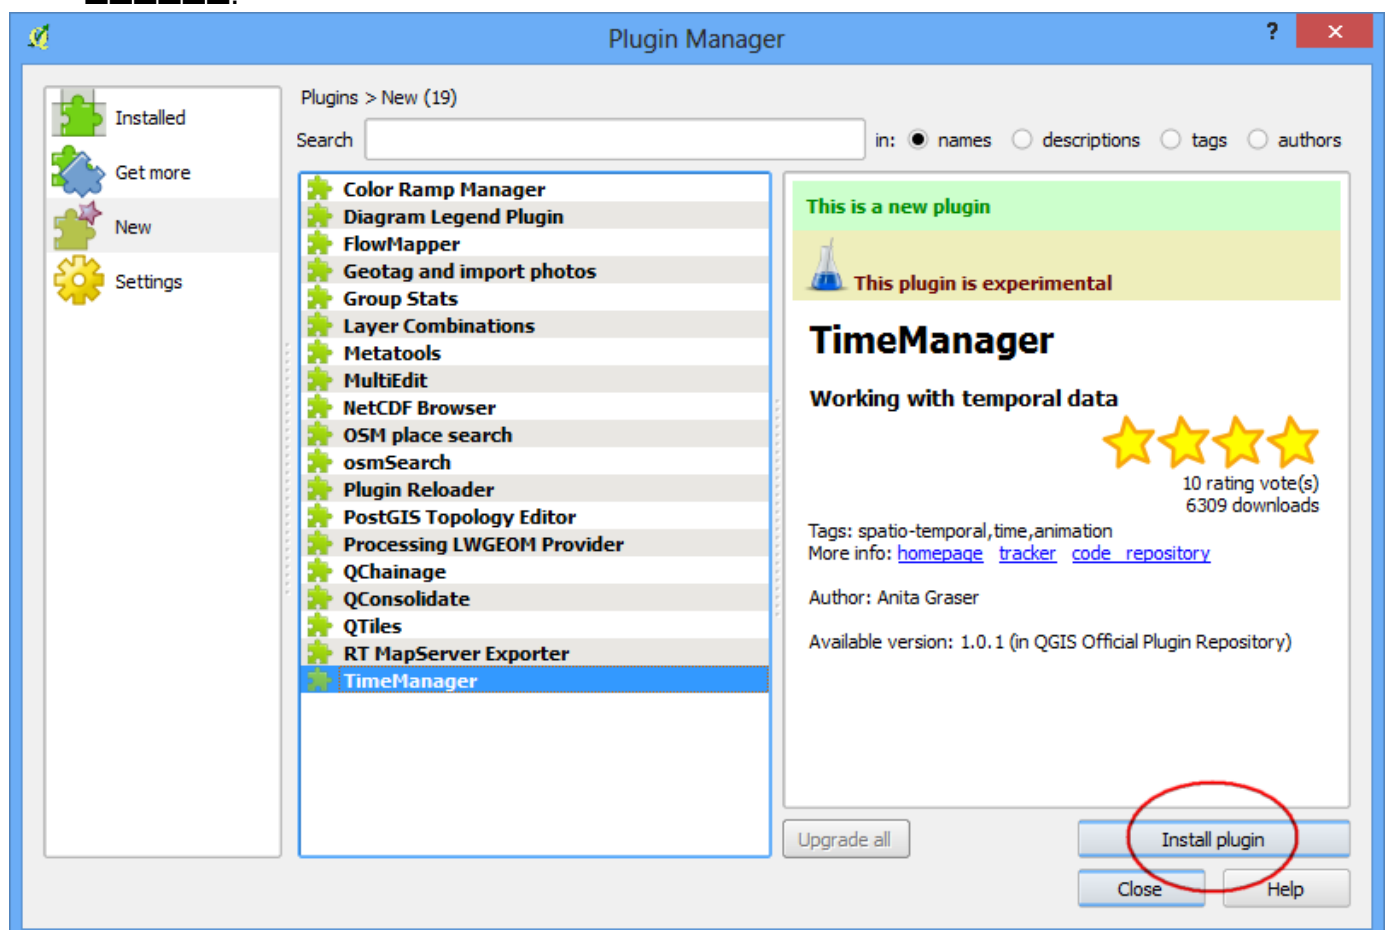 Plugin Manager
?
Installed
Get more
New
Settings
Plugins > New (19)
Search in: names descriptions tags authors
Color Ramp Manager
Diagram Legend Plugin
FlowMapper
Geotag and import photos
Group Stats
Layer Combinations
Metatools
MultiEdit
NetCDF Browser
OSM place search
osmSearch
Plugin Reloader
PostGIS Topology Editor
Processing LWGEOM Provider
QChainage
QConsolidate
QTiles
RT MapServer Exporter
TimeManager
This is a new plugin
This plugin is experimental
TimeManager
Working with temporal data
10 rating vote(s)
6309 downloads
Tags: spatio-temporal,time,animation
More info: homepage tracker code_repository
Author: Anita Graser
Available version: 1.0.1 (in QGIS Official Plugin Repository)
Upgrade all
Install plugin
Close
Help